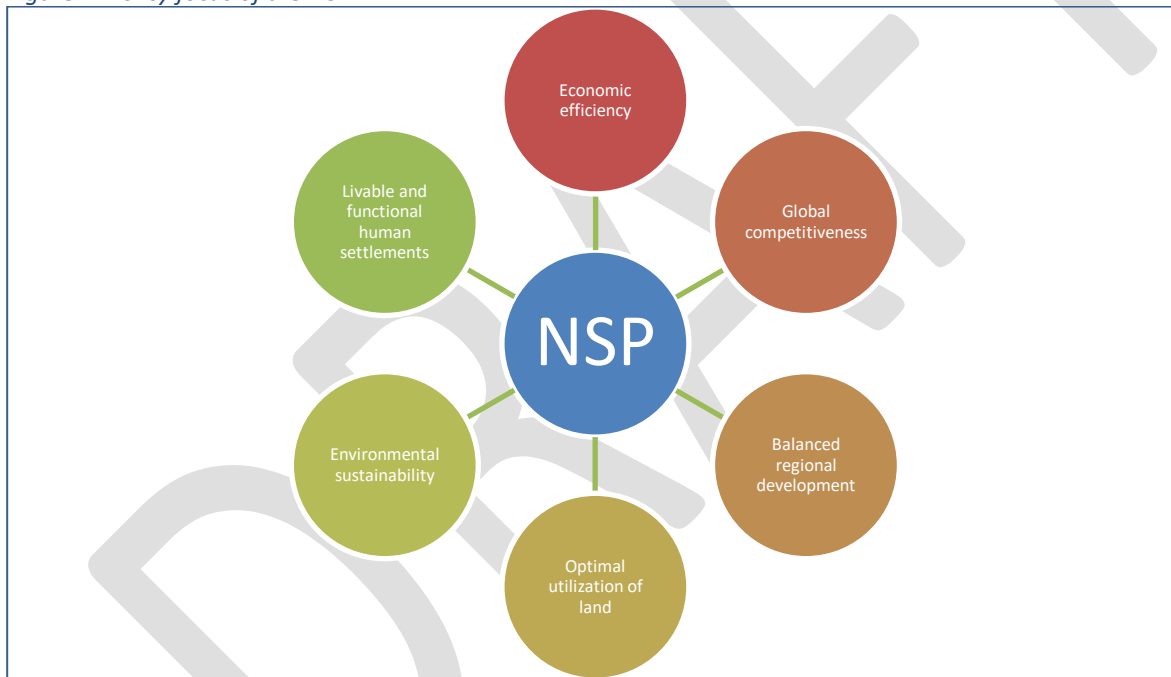 Economic
efficiency
Livable and
functional
human
settlements
Global
competitiveness
NSP
Environmental
sustainability
Balanced
regional
development
Optimal
utilization of
land